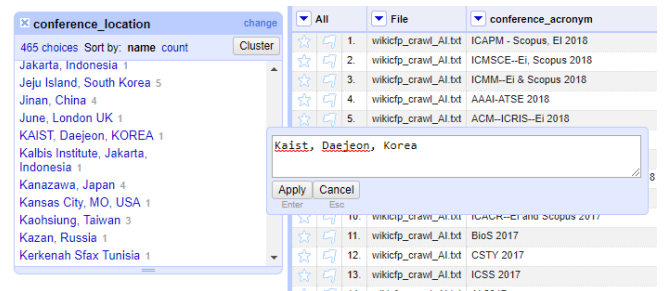 conference_location change
465 choices Sort by: name count Cluster
Jakarta, Indonesia 1
Jeju Island, South Korea 5
Jinan, China 4
June, London UK 1
KAIST, Daejeon, KOREA 1
Kalbis Institute, Jakarta,
Indonesia 1
Kanazawa, Japan 4
Kansas City, MO, USA 1
Kaohsiung, Taiwan 3
Kazan, Russia 1
Kerkenah Sfax Tunisia 1
All File conference_acronym
1. wikicfp_crawl_AI.txt ICAPM - Scopus, EI 2018
2. wikicfp_crawl_AI.txt ICMSCE--Ei, Scopus 2018
3. wikicfp_crawl_AI.txt ICMM--Ei & Scopus 2018
4. wikicfp_crawl_AI.txt AAAI-ATSE 2018
5. wikicfp_crawl_AI.txt ACM--ICRIS--Ei 2018
Kaist, Daejeon, Korea
8
Apply Cancel
Enter Esc
10. wikicfp_crawl_AI.txt ICACR--EI and Scopus 2017
11. wikicfp_crawl_AI.txt BioS 2017
12. wikicfp_crawl_AI.txt CSTY 2017
13. wikicfp_crawl_AI.txt ICSS 2017